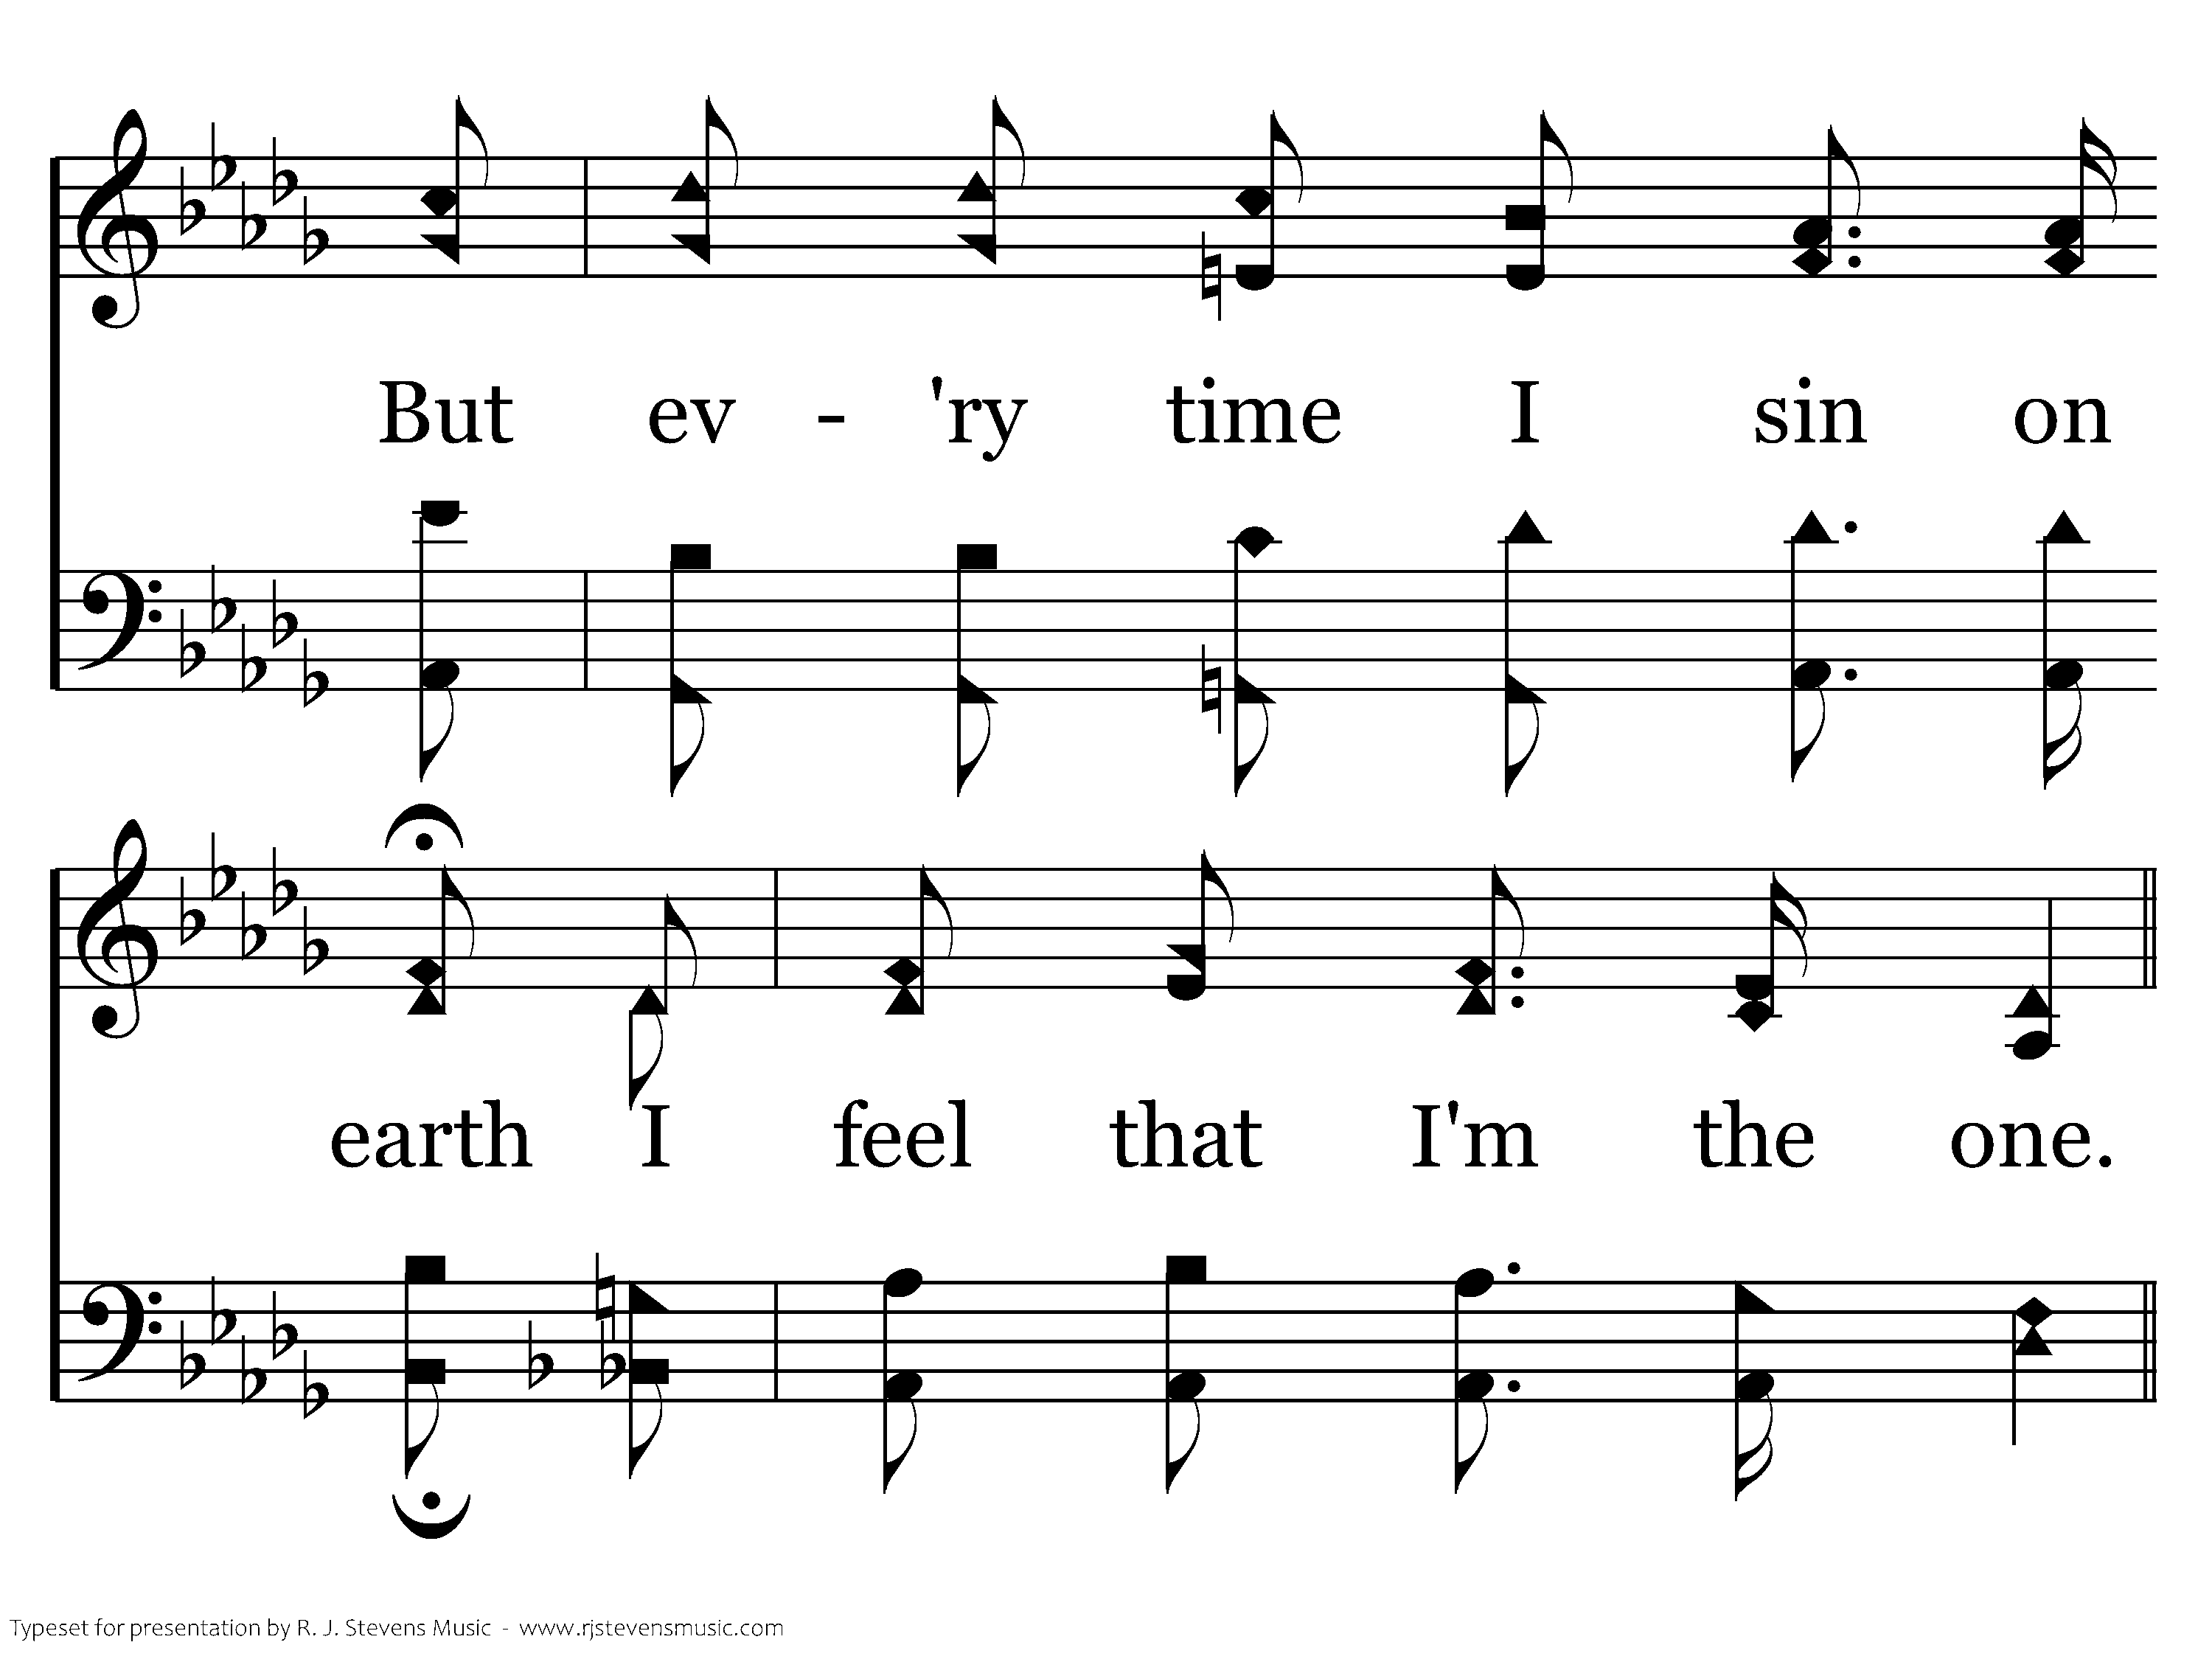 But ev - 'ry time I sin on
earth I feel that I'm the one.
Typeset for presentation by R. J. Stevens Music - www.rjstevensmusic.com